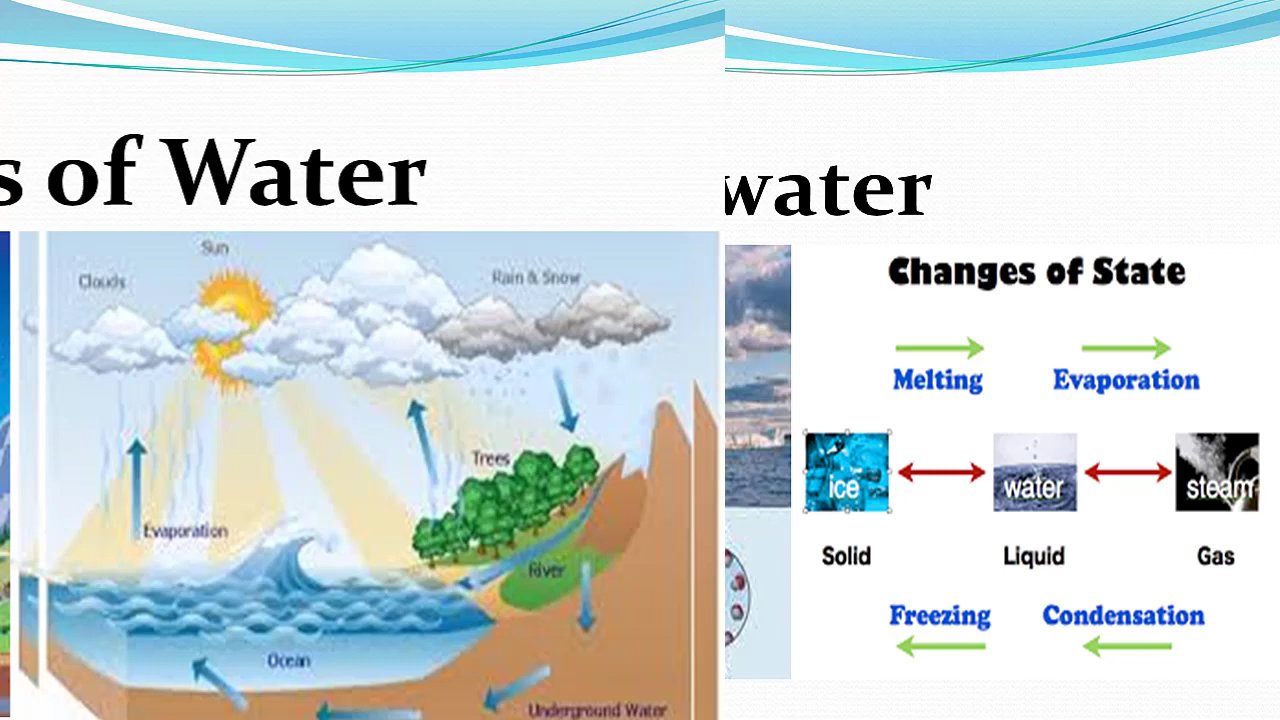 s of Water
Sun
Clouds
Rain & Snow
Trees
Evaporation
River
Ocean
Underground Water
water
Changes of State
Melting Evaporation
ice water steam
Solid Liquid Gas
Freezing Condensation